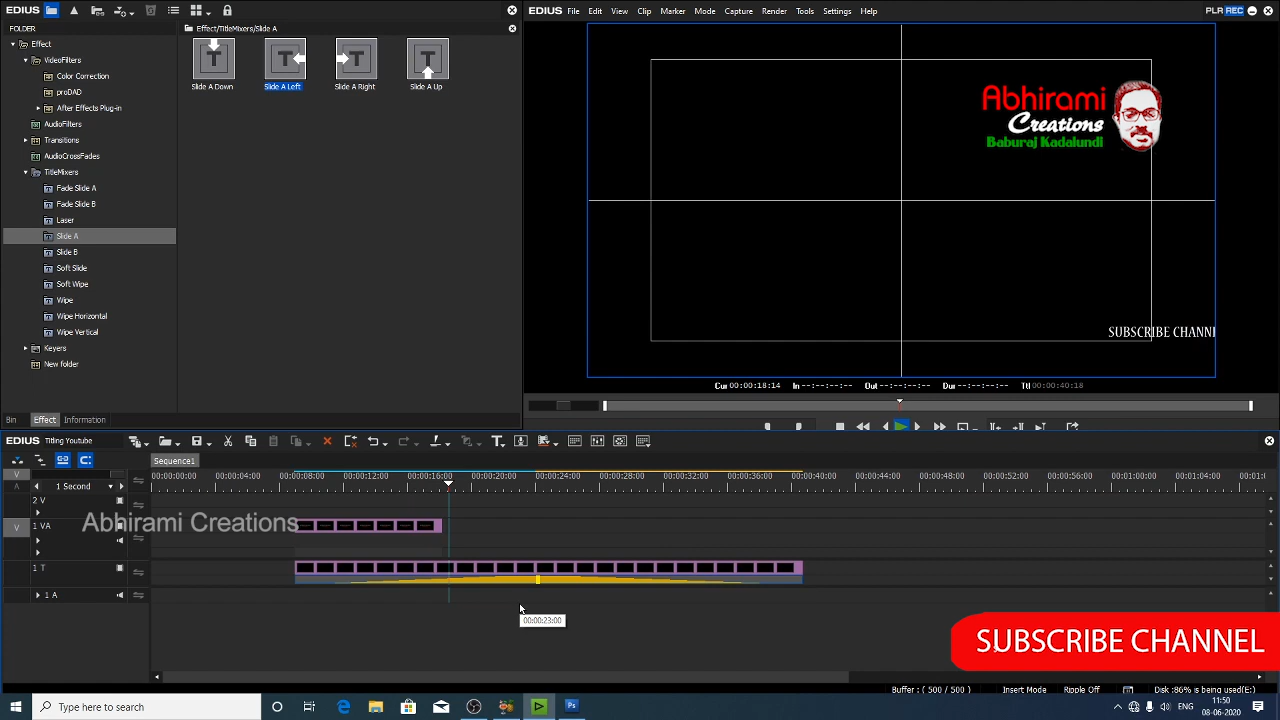 EDIUS
FOLDER
Effect
VideoFilters
Color Correction
proDAD
After Effects Plug-in
AudioFilters
Transitions
AudioCrossFades
TitleMixers
Fade Slide A
Fade Slide B
Laser
Slide A
Slide B
Soft Slide
Soft Wipe
Wipe
Wipe Horizontal
Wipe Vertical
Keyers
New folder
Bin Effect Information
Effect/TitleMixers/Slide A
T T T T
Slide A Down Slide A Left Slide A Right Slide A Up
EDIUS File Edit View Clip Marker Mode Capture Render Tools Settings Help PLR REC
Abhirami
Creations
Baburaj Kadalundi
SUBSCRIBE CHANN
Cur 00:00:18:14 In --:--:--:-- Out --:--:--:-- Dur --:--:--:-- Ttl 00:00:40:18
EDIUS Titling Youtube
Sequence1
V
A
1 Second
00:00:00:00 00:00:04:00 00:00:08:00 00:00:12:00 00:00:16:00 00:00:20:00 00:00:24:00 00:00:28:00 00:00:32:00 00:00:36:00 00:00:40:00 00:00:44:00 00:00:48:00 00:00:52:00 00:00:56:00 00:01:00:00 00:01:04:00
2 V
V 1 VA
Abhirami Creations
1 T
1 A
00:00:23:00
SUBSCRIBE CHANNEL
Buffer : ( 500 / 500 ) Insert Mode Ripple Off Disk :86% is being used(E:)
Type here to search
Ps
ENG
11:50
08-06-2020